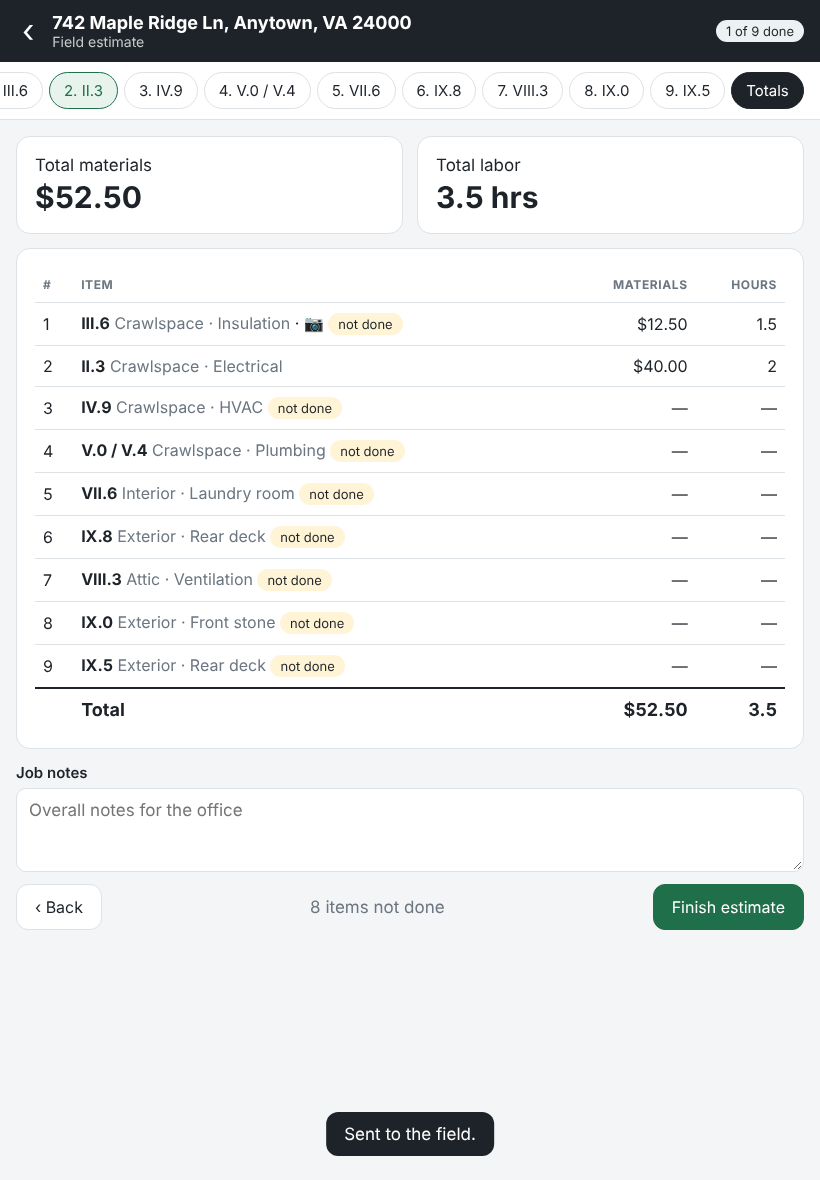 742 Maple Ridge Ln, Anytown, VA 24000
Field estimate
1 of 9 done
III.6
2. II.3
3. IV.9
4. V.0 / V.4
5. VII.6
6. IX.8
7. VIII.3
8. IX.0
9. IX.5
Totals
Total materials
$52.50
Total labor
3.5 hrs
# ITEM MATERIALS HOURS
1 III.6 Crawlspace · Insulation · not done $12.50 1.5
2 II.3 Crawlspace · Electrical $40.00 2
3 IV.9 Crawlspace · HVAC not done — —
4 V.0 / V.4 Crawlspace · Plumbing not done — —
5 VII.6 Interior · Laundry room not done — —
6 IX.8 Exterior · Rear deck not done — —
7 VIII.3 Attic · Ventilation not done — —
8 IX.0 Exterior · Front stone not done — —
9 IX.5 Exterior · Rear deck not done — —
Total $52.50 3.5
Job notes
Overall notes for the office
‹ Back
8 items not done
Finish estimate
Sent to the field.